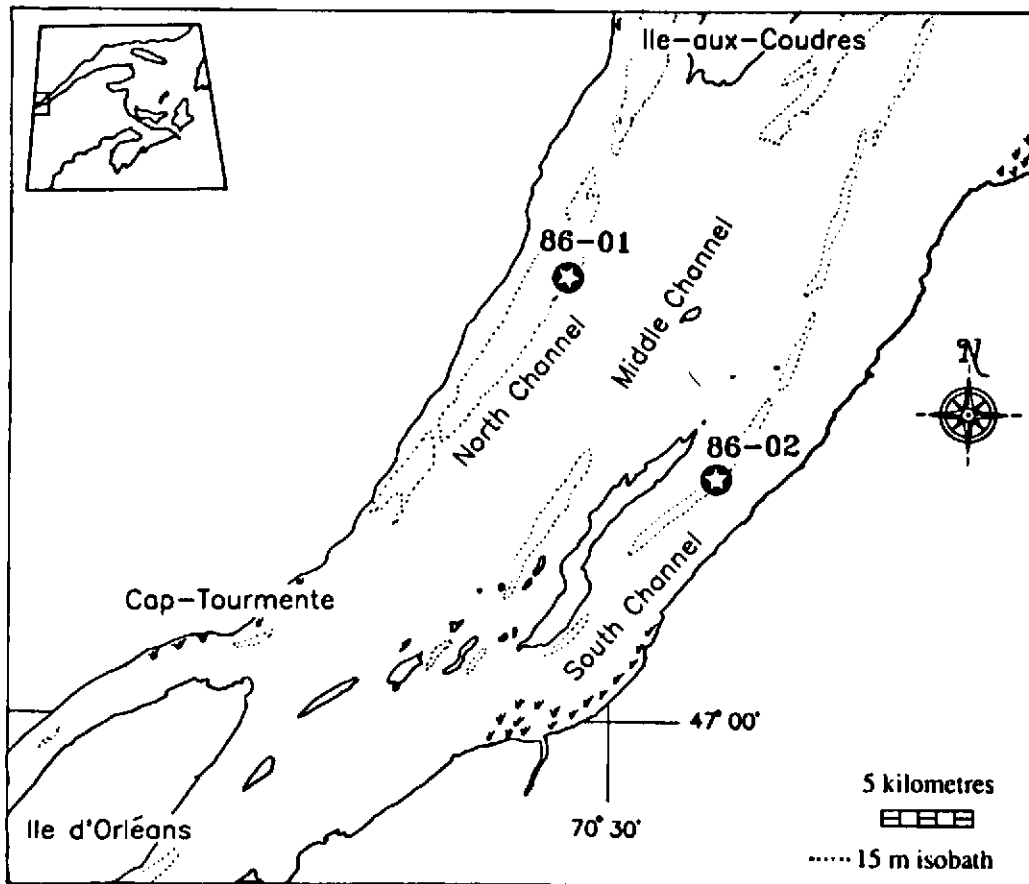 Ile-aux-Coudres
86-01
Middle Channel
North Channel
N
86-02
Cap-Tourmente
South Channel
47° 00'
5 kilometres
Ile d'Orléans
70° 30'
15 m isobath